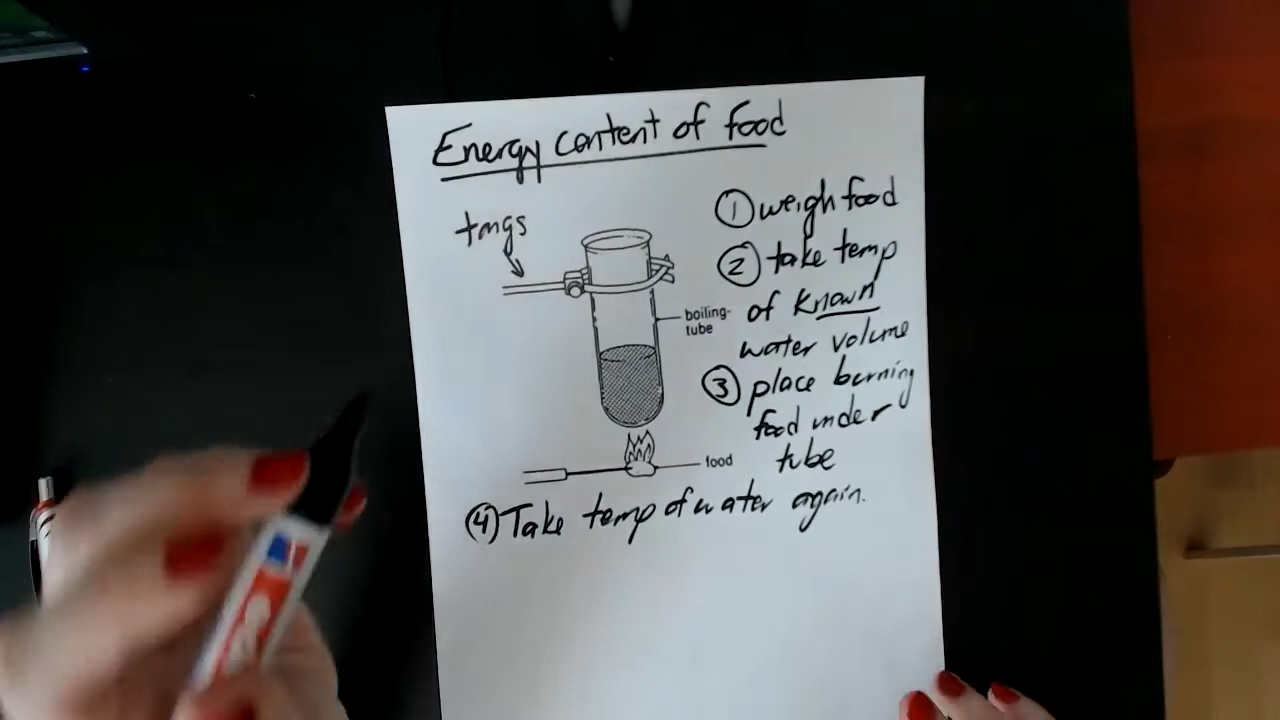 Energy content of food
tmgs
① weigh food
② take temp
of known
water volume
③ place burning
food under
tube
boiling-
tube
food
④ Take temp of water again.